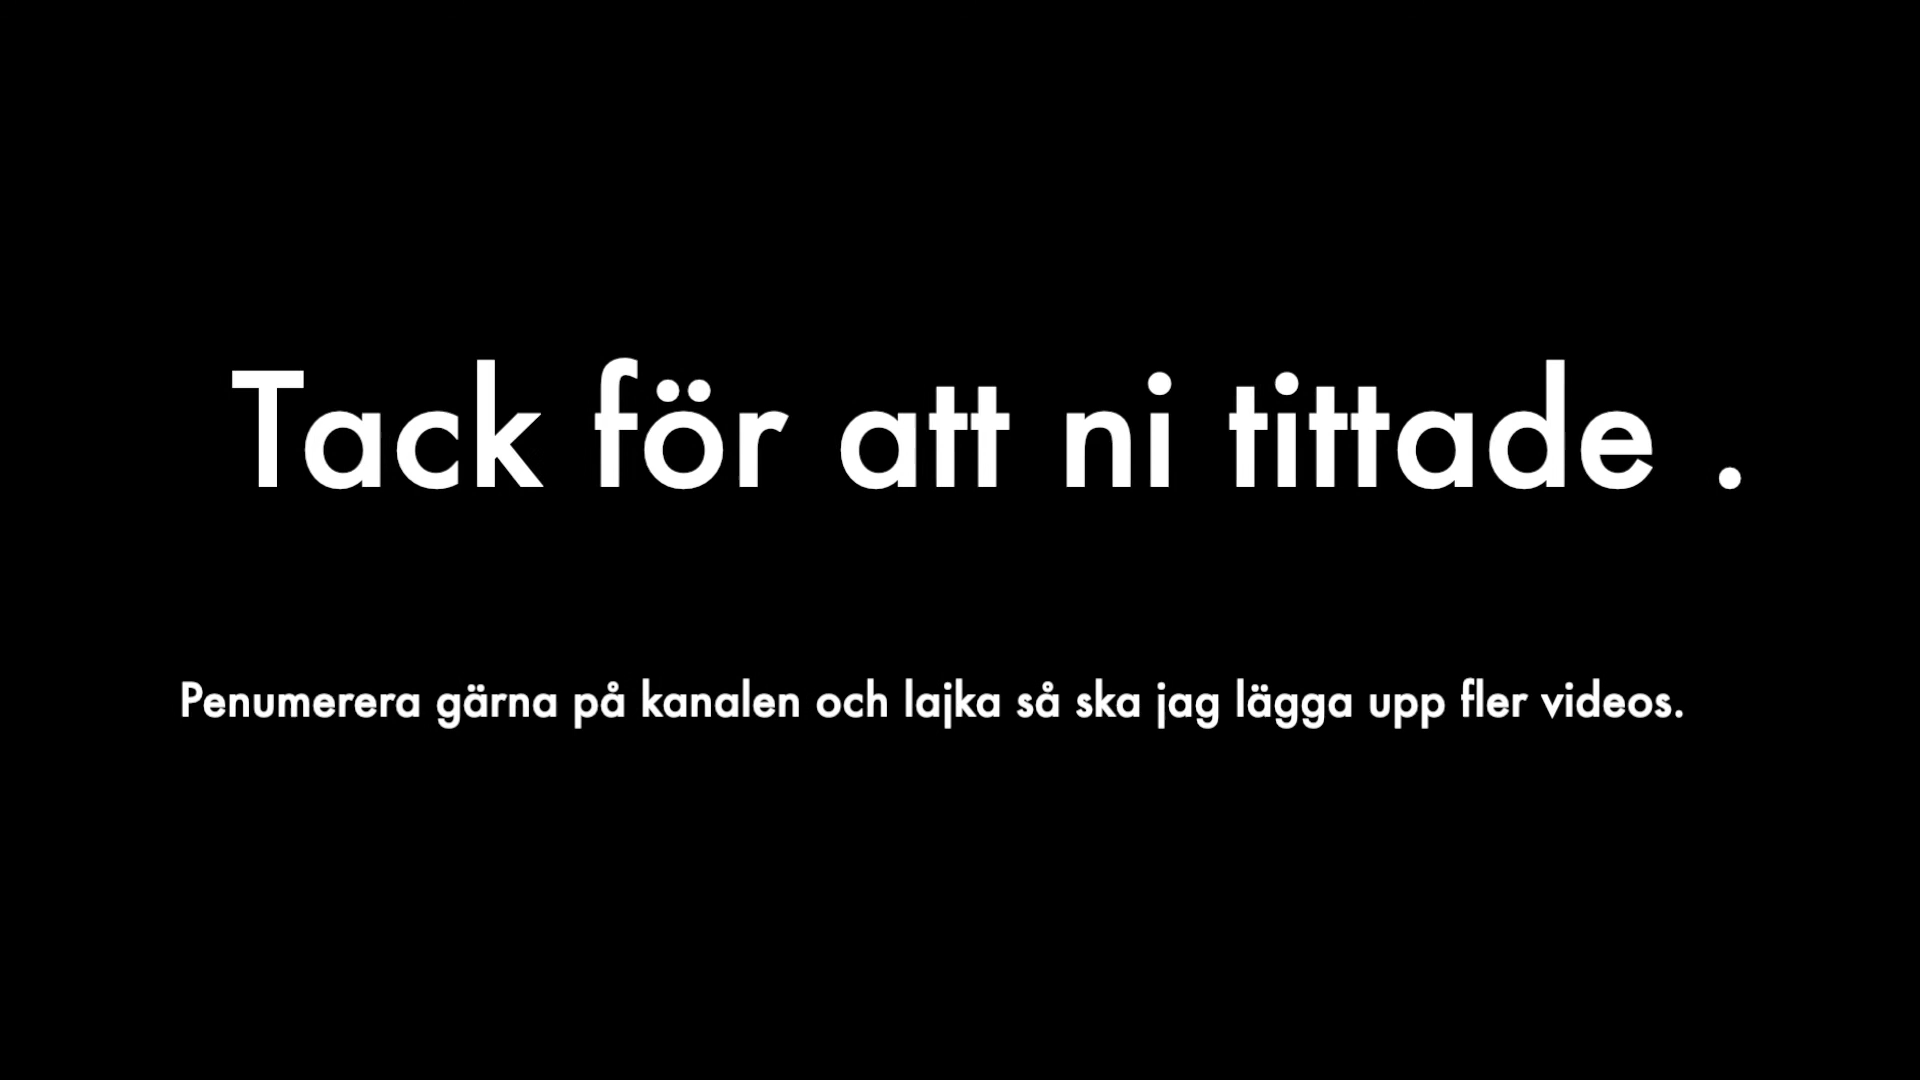 Tack för att ni tittade .
Penumerera gärna på kanalen och lajka så ska jag lägga upp fler videos.